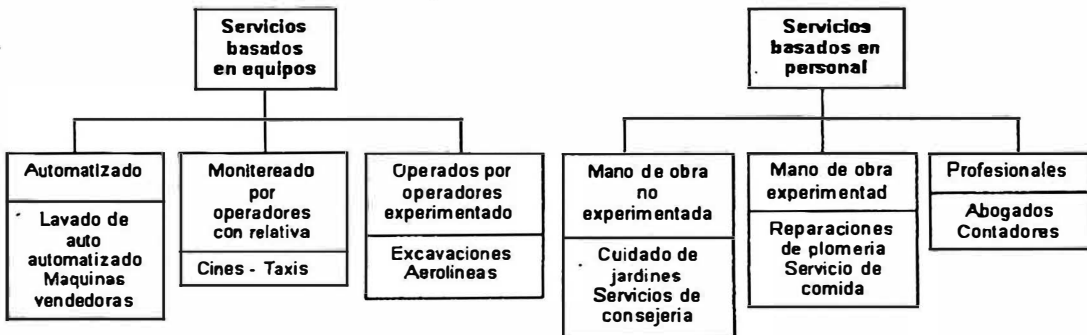 Servicios
basados
en equipos
Servicios
basados en
personal
Automatizado
Lavado de
auto
automatizado
Maquinas
vendedoras
Monitereado
por
operadores
con relativa
Cines - Taxis
Operados por
operadores
experimentado
Excavaciones
Aerolineas
Mano de obra
no
experimentada
Cuidado de
jardines
Servicios de
consejeria
Mano de obra
experimentad
Reparaciones
de plomeria
Servicio de
comida
Profesionales
Abogados
Contadores